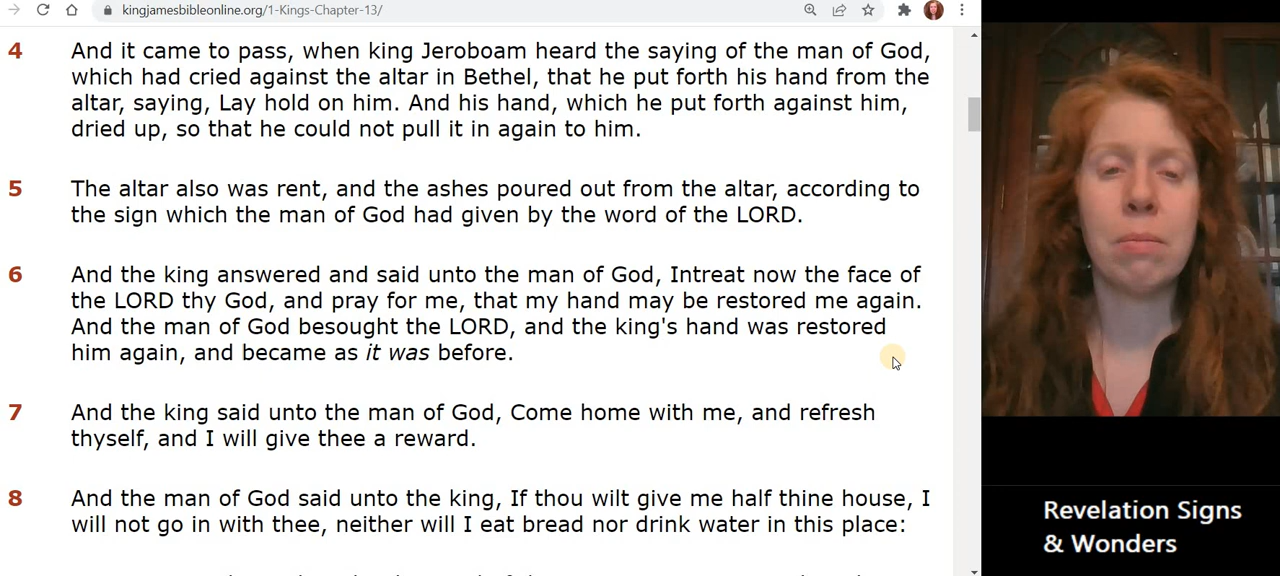 kingjamesbibleonline.org/1-Kings-Chapter-13/
4 And it came to pass, when king Jeroboam heard the saying of the man of God,
which had cried against the altar in Bethel, that he put forth his hand from the
altar, saying, Lay hold on him. And his hand, which he put forth against him,
dried up, so that he could not pull it in again to him.
5 The altar also was rent, and the ashes poured out from the altar, according to
the sign which the man of God had given by the word of the LORD.
6 And the king answered and said unto the man of God, Intreat now the face of
the LORD thy God, and pray for me, that my hand may be restored me again.
And the man of God besought the LORD, and the king's hand was restored
him again, and became as it was before.
7 And the king said unto the man of God, Come home with me, and refresh
thyself, and I will give thee a reward.
8 And the man of God said unto the king, If thou wilt give me half thine house, I
will not go in with thee, neither will I eat bread nor drink water in this place:
Revelation Signs
& Wonders